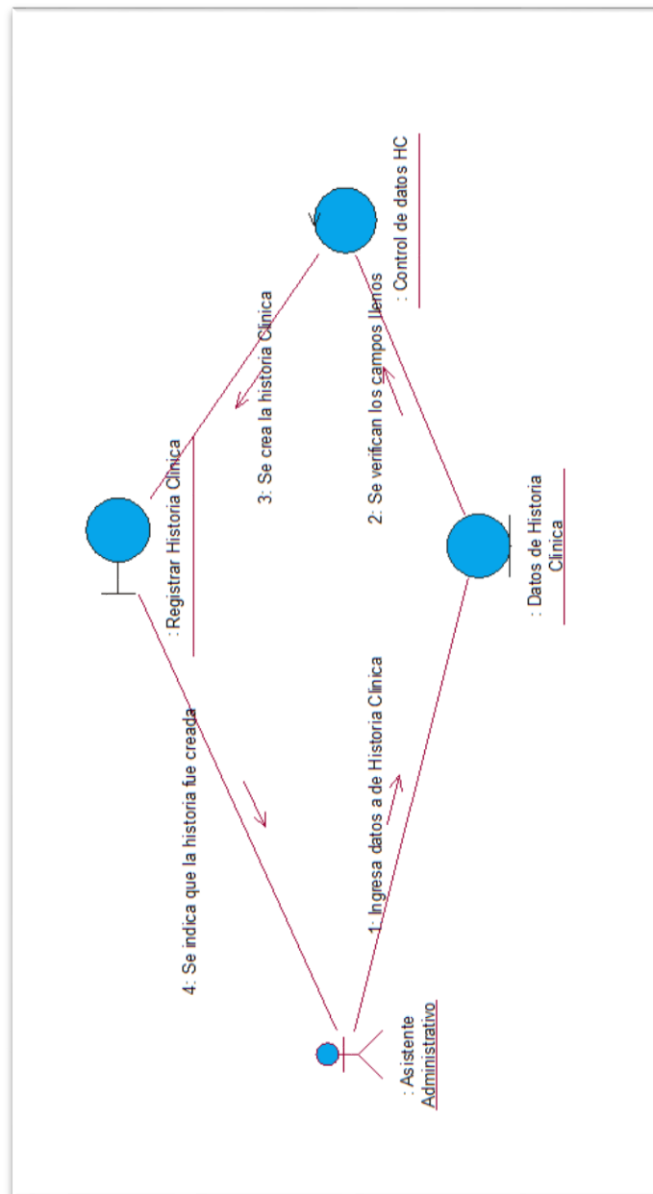 : Registrar Historia Clinica
4: Se indica que la historia fue creada
3: Se crea la historia Clinica
: Asistente
Administrativo
1: Ingresa datos a de Historia Clinica
2: Se verifican los campos llenos
: Control de datos HC
: Datos de Historia
Clinica